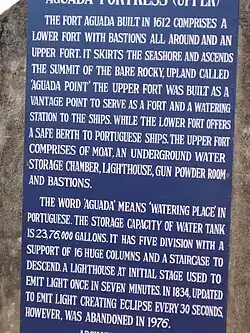 AGUADA FORTRESS (UPPER)
THE FORT AGUADA BUILT IN 1612 COMPRISES A
LOWER FORT WITH BASTIONS ALL AROUND AND AN
UPPER FORT. IT SKIRTS THE SEASHORE AND ASCENDS
THE SUMMIT OF THE BARE ROCKY, UPLAND CALLED
'AGUADA POINT' THE UPPER FORT WAS BUILT AS A
VANTAGE POINT TO SERVE AS A FORT AND A WATERING
STATION TO THE SHIPS. WHILE THE LOWER FORT OFFERS
A SAFE BERTH TO PORTUGUESE SHIPS. THE UPPER FORT
COMPRISES OF MOAT, AN UNDERGROUND WATER
STORAGE CHAMBER, LIGHTHOUSE, GUN POWDER ROOM
AND BASTIONS.
THE WORD 'AGUADA' MEANS 'WATERING PLACE' IN
PORTUGUESE. THE STORAGE CAPACITY OF WATER TANK
IS 23,76,000 GALLONS. IT HAS FIVE DIVISION WITH A
SUPPORT OF 16 HUGE COLUMNS AND A STAIRCASE TO
DESCEND. A LIGHTHOUSE AT INITIAL STAGE USED TO
EMIT LIGHT ONCE IN SEVEN MINUTES. IN 1834, UPDATED
TO EMIT LIGHT CREATING ECLIPSE EVERY 30 SECONDS,
HOWEVER, WAS ABANDONED IN 1976.